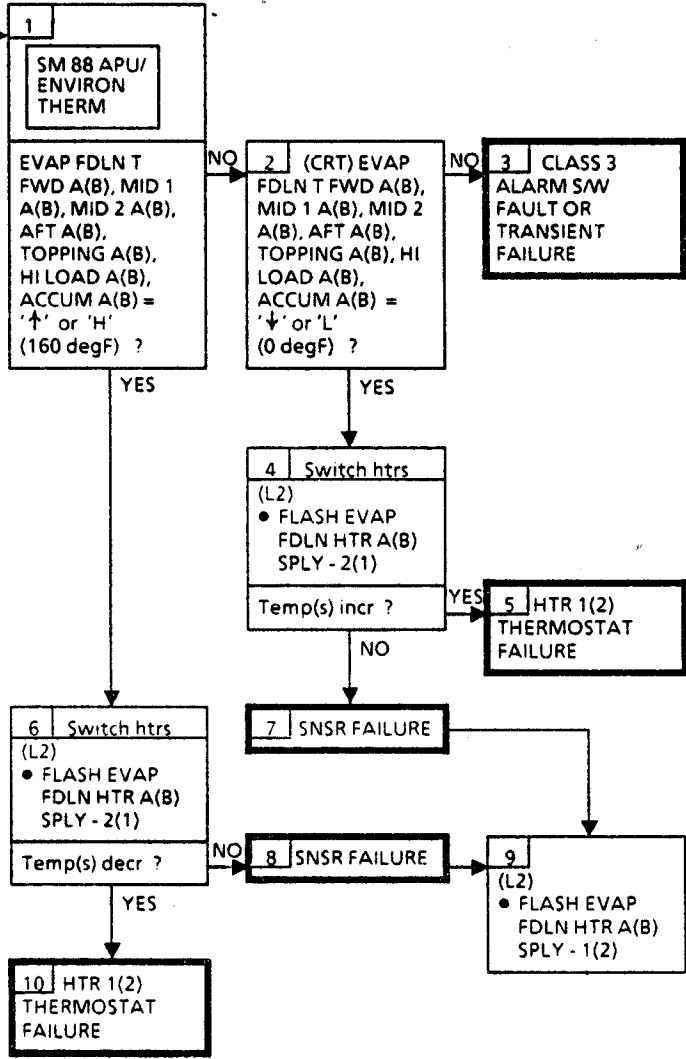 1
SM 88 APU/
ENVIRON
THERM
EVAP FDLN T
FWD A(B), MID 1
A(B), MID 2 A(B),
AFT A(B),
TOPPING A(B),
HI LOAD A(B),
ACCUM A(B) =
'↑' or 'H'
(160 degF) ?
NO
YES
2 (CRT) EVAP
FDLN T FWD A(B),
MID 1 A(B), MID 2
A(B), AFT A(B),
TOPPING A(B), HI
LOAD A(B),
ACCUM A(B) =
'↓' or 'L'
(0 degF) ?
NO
YES
3 CLASS 3
ALARM S/W
FAULT OR
TRANSIENT
FAILURE
4 Switch htrs
(L2)
• FLASH EVAP
FDLN HTR A(B)
SPLY - 2(1)
Temp(s) incr ?
YES
NO
5 HTR 1(2)
THERMOSTAT
FAILURE
6 Switch htrs
(L2)
• FLASH EVAP
FDLN HTR A(B)
SPLY - 2(1)
Temp(s) decr ?
NO
YES
7 SNSR FAILURE
8 SNSR FAILURE
9
(L2)
• FLASH EVAP
FDLN HTR A(B)
SPLY - 1(2)
10 HTR 1(2)
THERMOSTAT
FAILURE